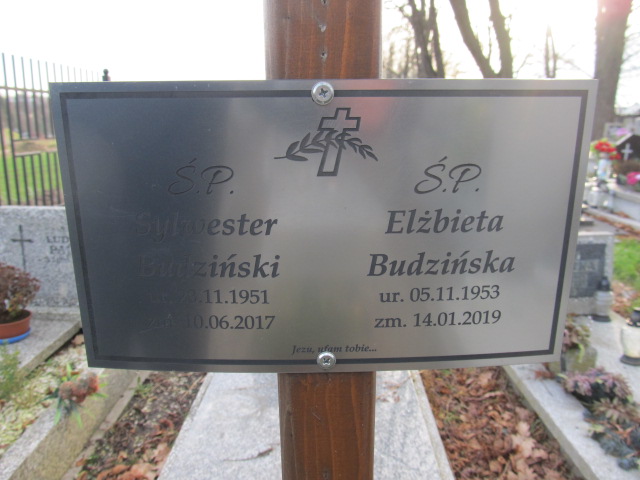 Ś.P.
Sylwester
Budziński
11.1951
10.06.2017
Ś.P.
Elżbieta
Budzińska
ur. 05.11.1953
zm. 14.01.2019
Jezu, ufam tobie...